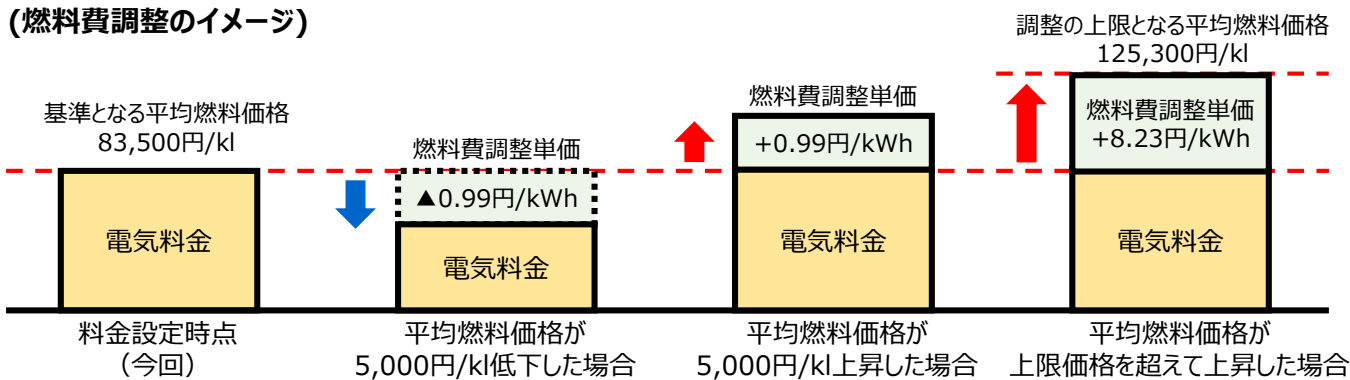 (燃料費調整のイメージ)
基準となる平均燃料価格
83,500円/kl
電気料金
料金設定時点
（今回）
燃料費調整単価
▲0.99円/kWh
電気料金
平均燃料価格が
5,000円/kl低下した場合
燃料費調整単価
+0.99円/kWh
電気料金
平均燃料価格が
5,000円/kl上昇した場合
調整の上限となる平均燃料価格
125,300円/kl
燃料費調整単価
+8.23円/kWh
電気料金
平均燃料価格が
上限価格を超えて上昇した場合